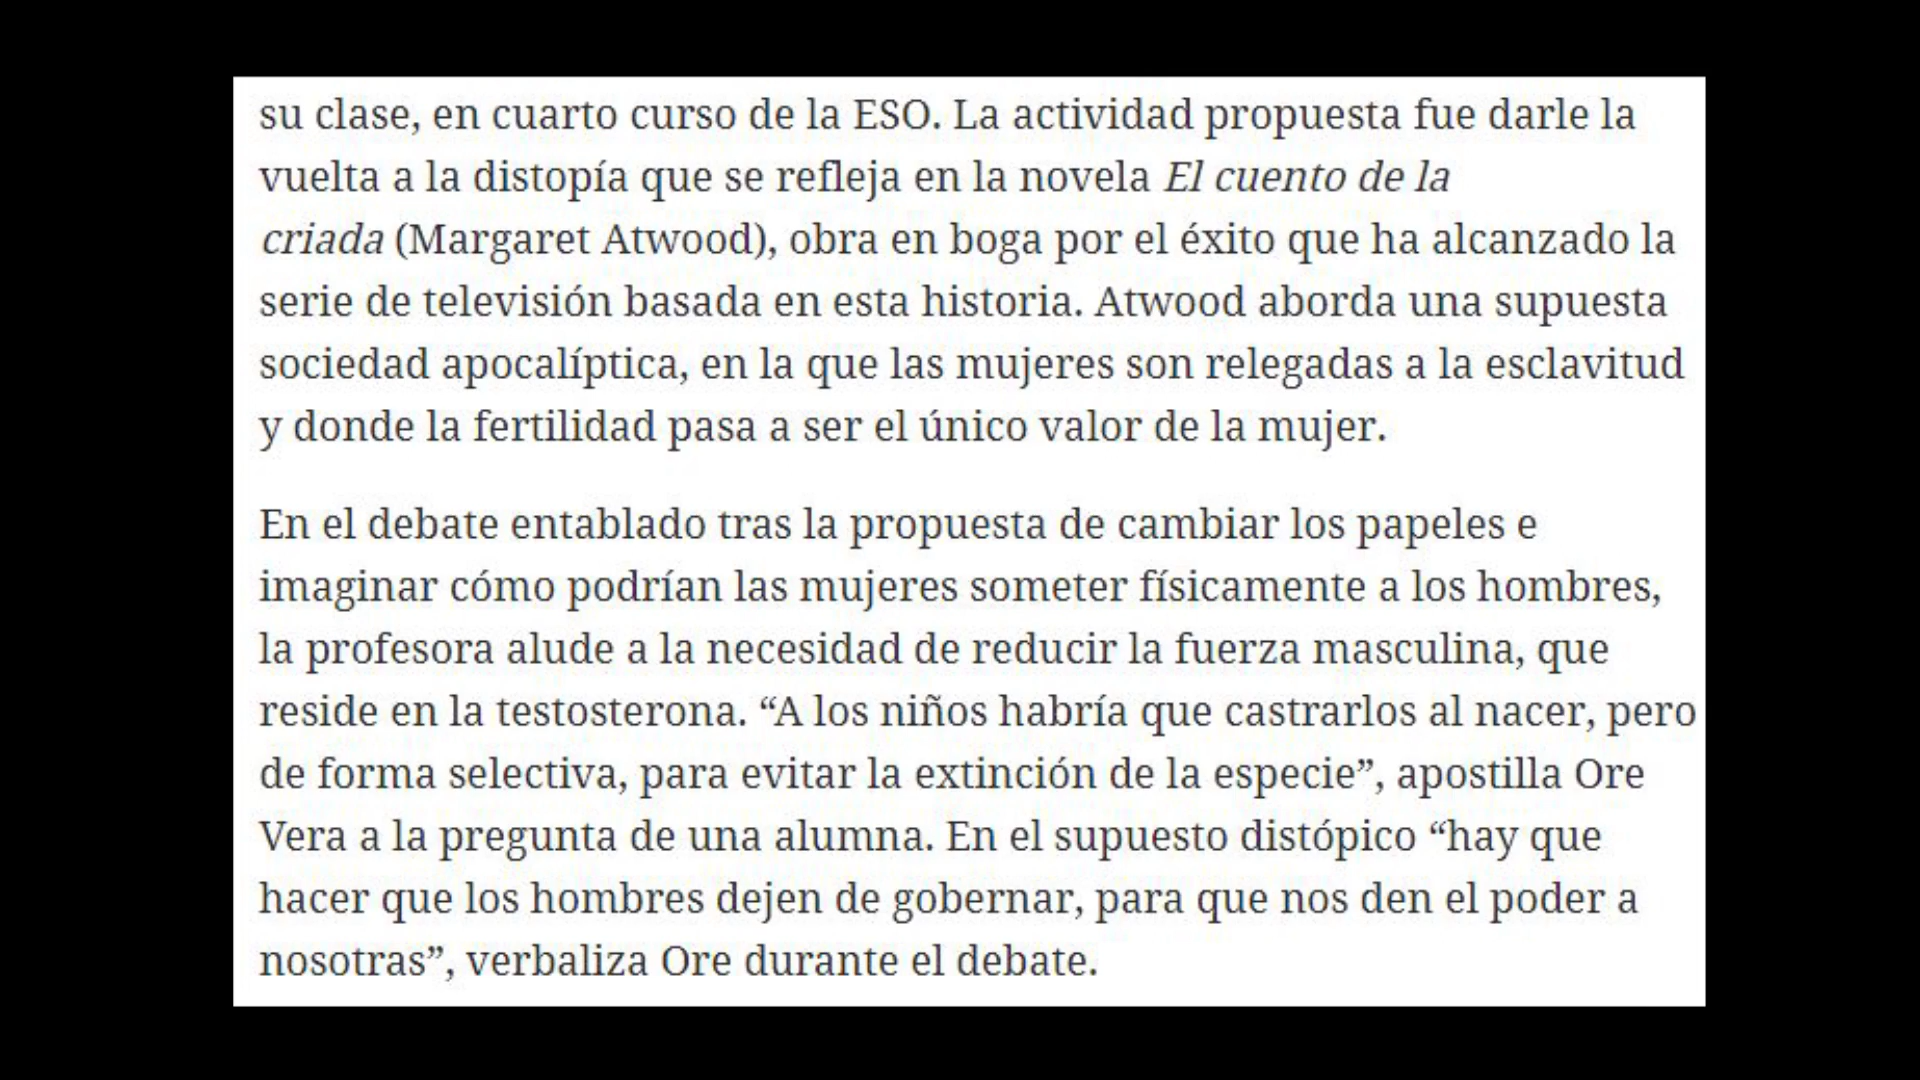 su clase, en cuarto curso de la ESO. La actividad propuesta fue darle la
vuelta a la distopía que se refleja en la novela El cuento de la
criada (Margaret Atwood), obra en boga por el éxito que ha alcanzado la
serie de televisión basada en esta historia. Atwood aborda una supuesta
sociedad apocalíptica, en la que las mujeres son relegadas a la esclavitud
y donde la fertilidad pasa a ser el único valor de la mujer.
En el debate entablado tras la propuesta de cambiar los papeles e
imaginar cómo podrían las mujeres someter físicamente a los hombres,
la profesora alude a la necesidad de reducir la fuerza masculina, que
reside en la testosterona. “A los niños habría que castrarlos al nacer, pero
de forma selectiva, para evitar la extinción de la especie”, apostilla Ore
Vera a la pregunta de una alumna. En el supuesto distópico “hay que
hacer que los hombres dejen de gobernar, para que nos den el poder a
nosotras”, verbaliza Ore durante el debate.